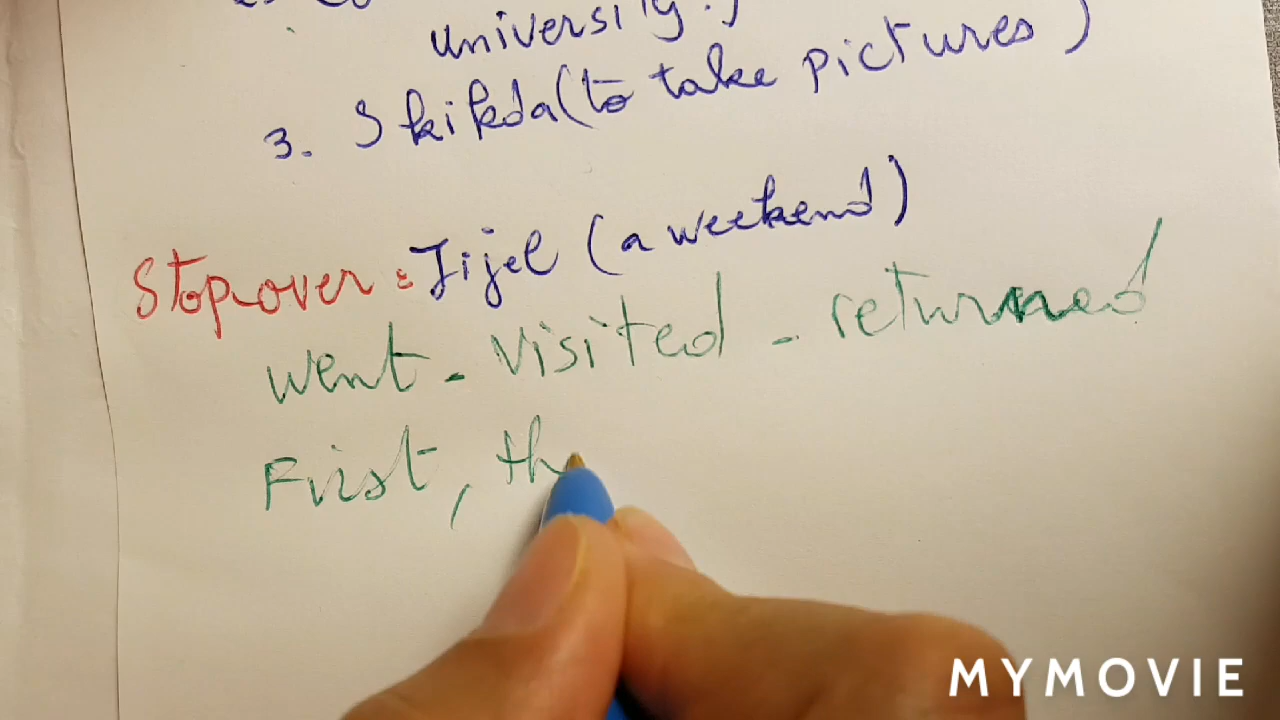 university.)
3. Skikda (to take pictures)
Stopover : Jijel (a weekend)
went - visited - returned
First, th
MYMOVIE